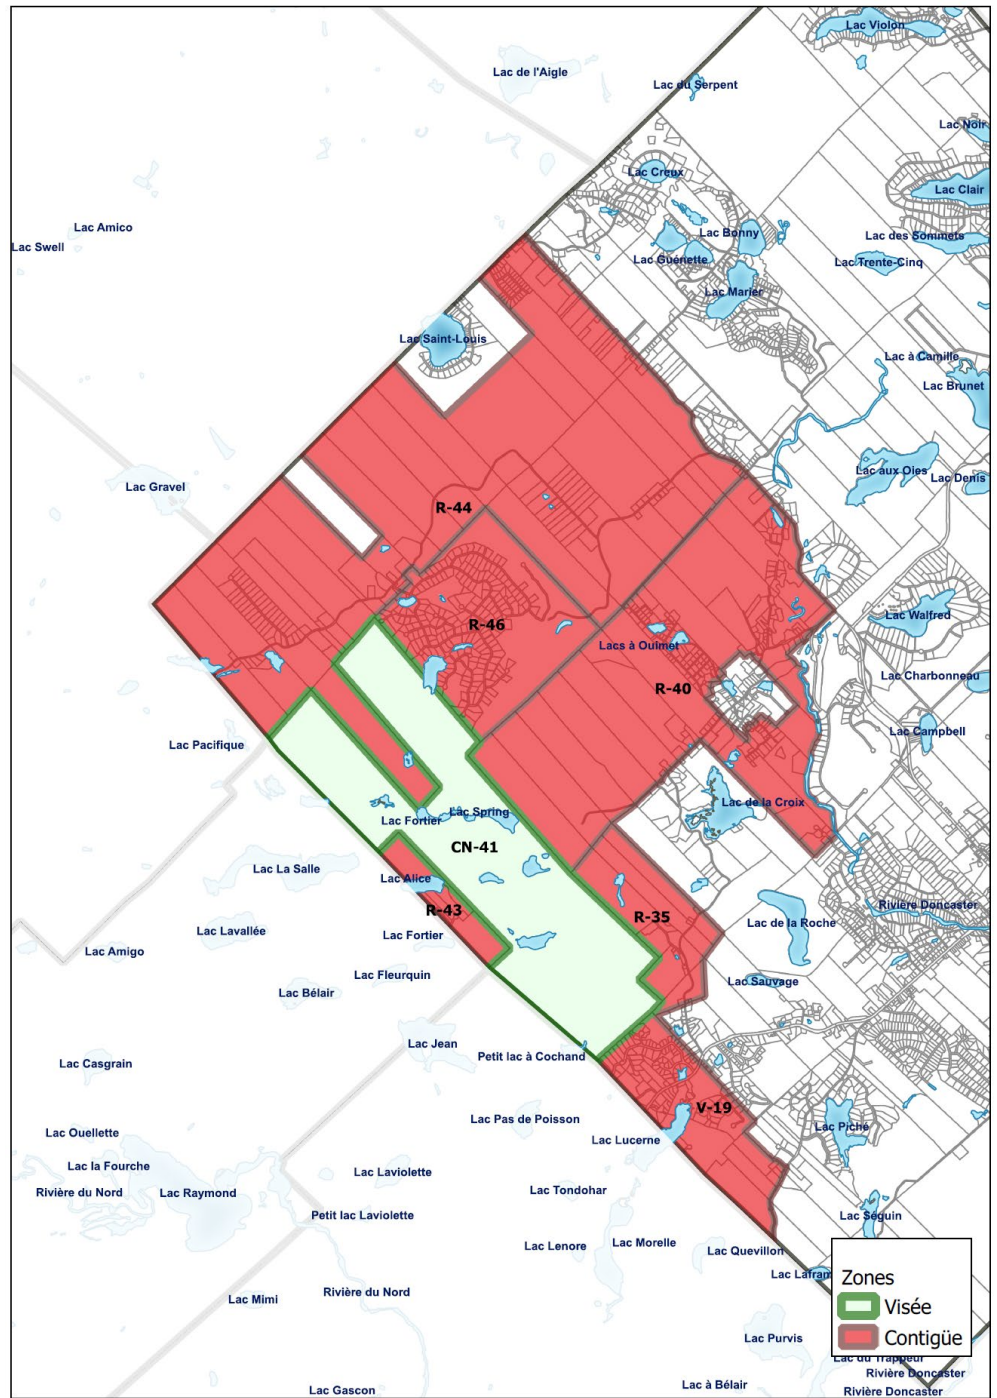 Lac Violon
Lac de l'Aigle
Lac du Serpent
Lac Noir
Lac Creux
Lac Clair
Lac Amico
Lac Bonny
Lac des Sommets
Lac Swell
Lac Guénette
Lac Trente-Cinq
Lac Marier
Lac Saint-Louis
Lac à Camille
Lac Brunet
Lac aux Oies
Lac Denis
Lac Gravel
R-44
Lac Walfred
R-46
Lacs à Ouimet
Lac Charbonneau
R-40
Lac Campbell
Lac Pacifique
Lac de la Croix
Lac Spring
Lac Fortier
CN-41
Lac La Salle
Lac Alice
R-43
R-35
Rivière Doncaster
Lac de la Roche
Lac Lavallée
Lac Fortier
Lac Amigo
Lac Fleurquin
Lac Sauvage
Lac Bélair
Lac Jean
Petit lac à Cochand
Lac Casgrain
V-19
Lac Pas de Poisson
Lac Piché
Lac Ouellette
Lac Lucerne
Lac la Fourche
Lac Laviolette
Rivière du Nord
Lac Raymond
Lac Tondohar
Petit lac Laviolette
Lac Séguin
Lac Lenore
Lac Morelle
Lac Quevillon
Lac Lafram
Zones
Visée
Contigüe
Rivière du Nord
Lac Mimi
Lac Purvis
Lac du Trappeur
Rivière Doncaster
Lac Gascon
Lac à Bélair
Rivière Doncaster